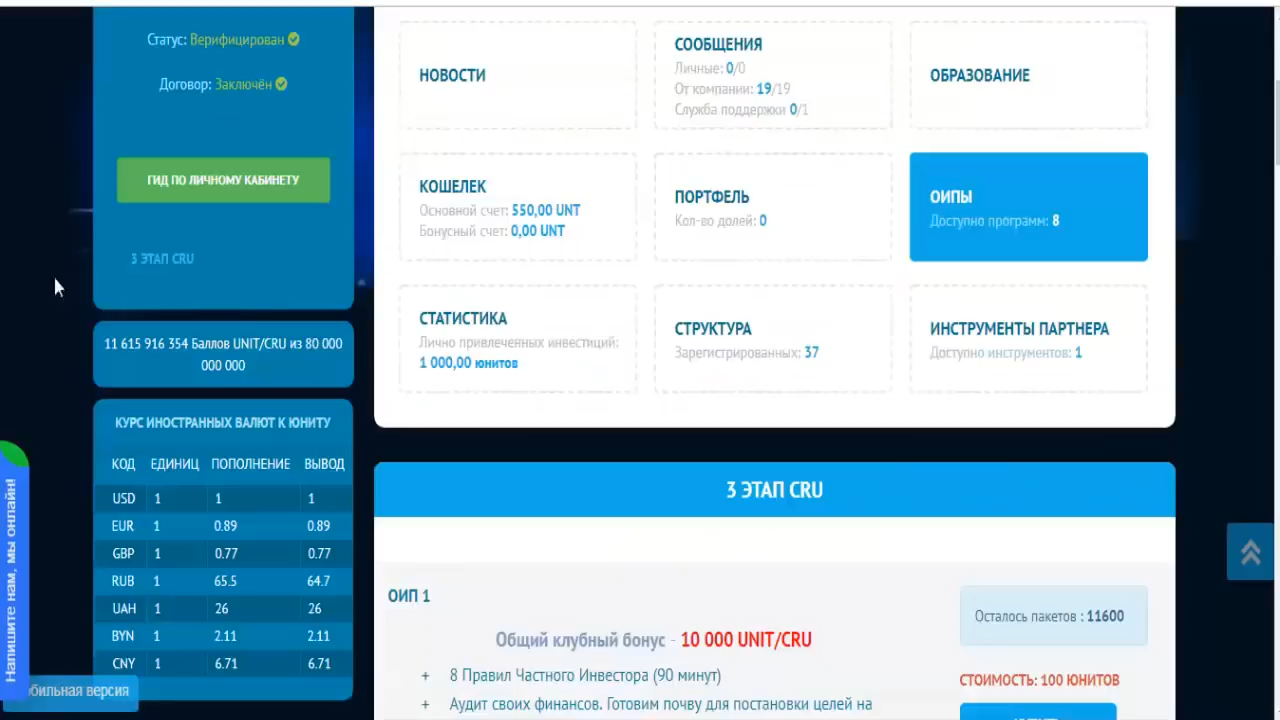 Статус: Верифицирован
Договор: Заключён
ГИД ПО ЛИЧНОМУ КАБИНЕТУ
3 ЭТАП CRU
11 615 916 354 Баллов UNIT/CRU из 80 000
000 000
КУРС ИНОСТРАННЫХ ВАЛЮТ К ЮНИТУ
КОД ЕДИНИЦ ПОПОЛНЕНИЕ ВЫВОД
USD 1 1 1
EUR 1 0.89 0.89
GBP 1 0.77 0.77
RUB 1 65.5 64.7
UAH 1 26 26
BYN 1 2.11 2.11
CNY 1 6.71 6.71
Напишите нам, мы онлайн!
обильная версия
НОВОСТИ
СООБЩЕНИЯ
Личные: 0/0
От компании: 19/19
Служба поддержки 0/1
ОБРАЗОВАНИЕ
КОШЕЛЕК
Основной счет: 550,00 UNT
Бонусный счет: 0,00 UNT
ПОРТФЕЛЬ
Кол-во долей: 0
ОИПЫ
Доступно программ: 8
СТАТИСТИКА
Лично привлеченных инвестиций:
1 000,00 юнитов
СТРУКТУРА
Зарегистрированных: 37
ИНСТРУМЕНТЫ ПАРТНЕРА
Доступно инструментов: 1
3 ЭТАП CRU
ОИП 1
Общий клубный бонус - 10 000 UNIT/CRU
+ 8 Правил Частного Инвестора (90 минут)
+ Аудит своих финансов. Готовим почву для постановки целей на
Осталось пакетов : 11600
СТОИМОСТЬ: 100 ЮНИТОВ